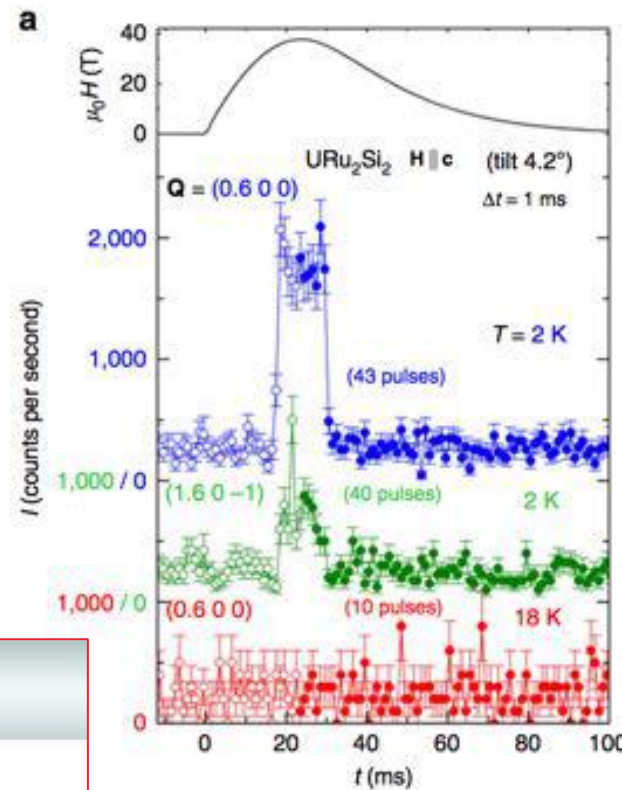 a
40
20
0
μ₀H (T)
URu₂Si₂ H || c (tilt 4.2°)
Q = (0.6 0 0)
Δt = 1 ms
2,000
T = 2 K
1,000
(43 pulses)
I (counts per second)
1,000 / 0
(1.6 0 −1) (40 pulses) 2 K
1,000 / 0
(0.6 0 0) (10 pulses) 18 K
0
0 20 40 60 80 100
t (ms)